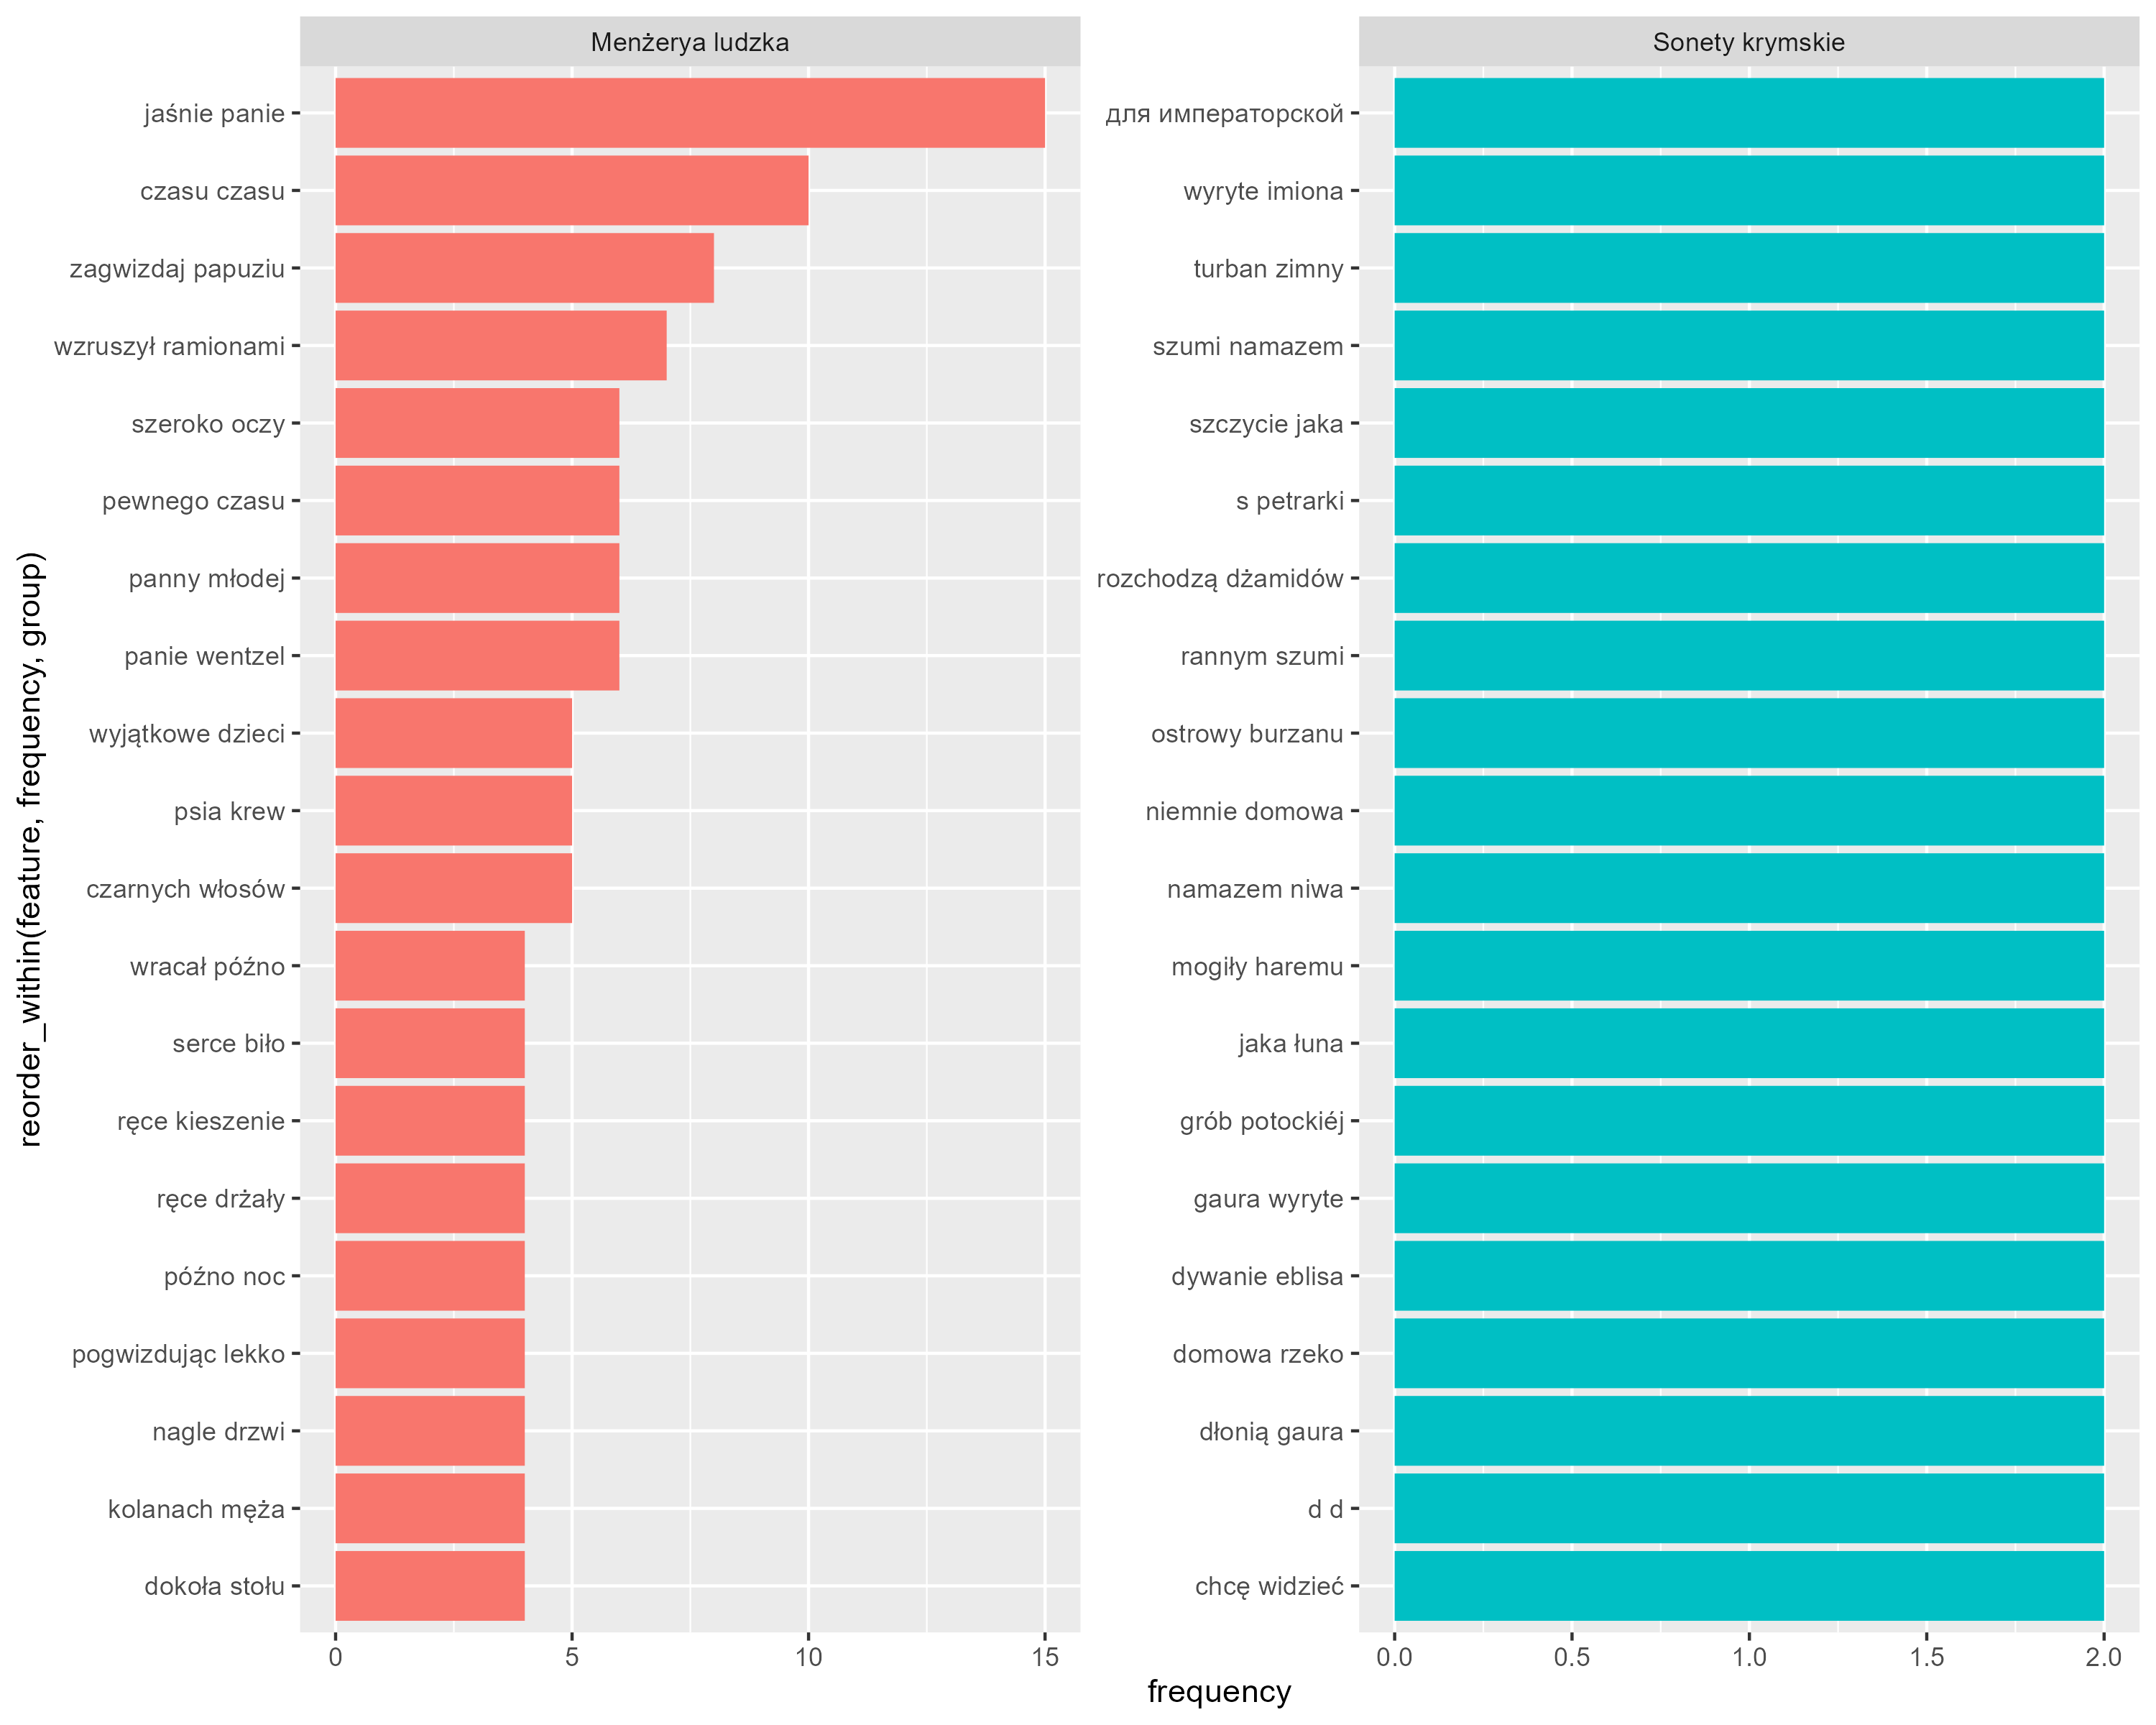 Menżerya ludzka
jaśnie panie
czasu czasu
zagwizdaj papuziu
wzruszył ramionami
szeroko oczy
pewnego czasu
panny młodej
panie wentzel
wyjątkowe dzieci
psia krew
czarnych włosów
wracał późno
serce biło
ręce kieszenie
ręce drżały
późno noc
pogwizdując lekko
nagle drzwi
kolanach męża
dokoła stołu
0 5 10 15
Sonety krymskie
для императорской
wyryte imiona
turban zimny
szumi namazem
szczycie jaka
s petrarki
rozchodzą dżamidów
rannym szumi
ostrowy burzanu
niemnie domowa
namazem niwa
mogiły haremu
jaka łuna
grób potockiéj
gaura wyryte
dywanie eblisa
domowa rzeko
dłonią gaura
d d
chcę widzieć
0.0 0.5 1.0 1.5 2.0
frequency
reorder_within(feature, frequency, group)